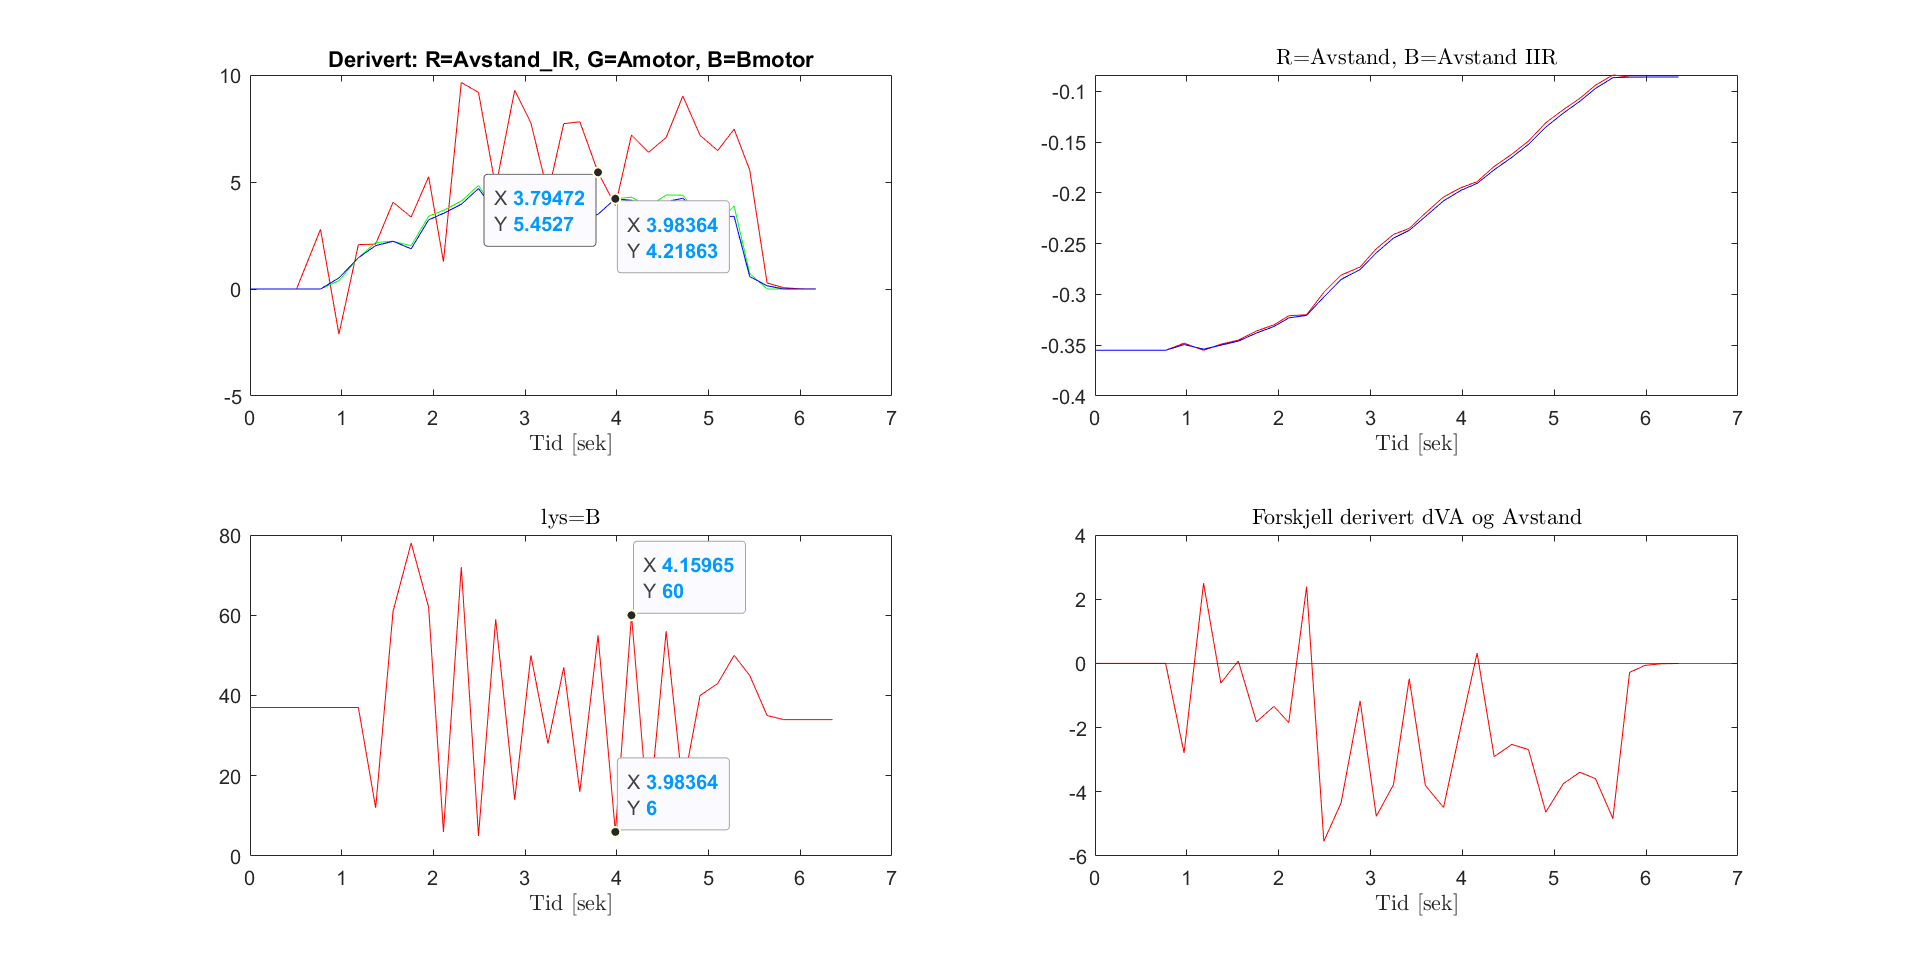 Derivert: R=Avstand_IR, G=Amotor, B=Bmotor
10
5
0
-5
X 3.79472
Y 5.4527
X 3.98364
Y 4.21863
0 1 2 3 4 5 6 7
Tid [sek]
R=Avstand, B=Avstand IIR
-0.1
-0.15
-0.2
-0.25
-0.3
-0.35
-0.4
0 1 2 3 4 5 6 7
Tid [sek]
lys=B
80
60
40
20
0
X 4.15965
Y 60
X 3.98364
Y 6
0 1 2 3 4 5 6 7
Tid [sek]
Forskjell derivert dVA og Avstand
4
2
0
-2
-4
-6
0 1 2 3 4 5 6 7
Tid [sek]